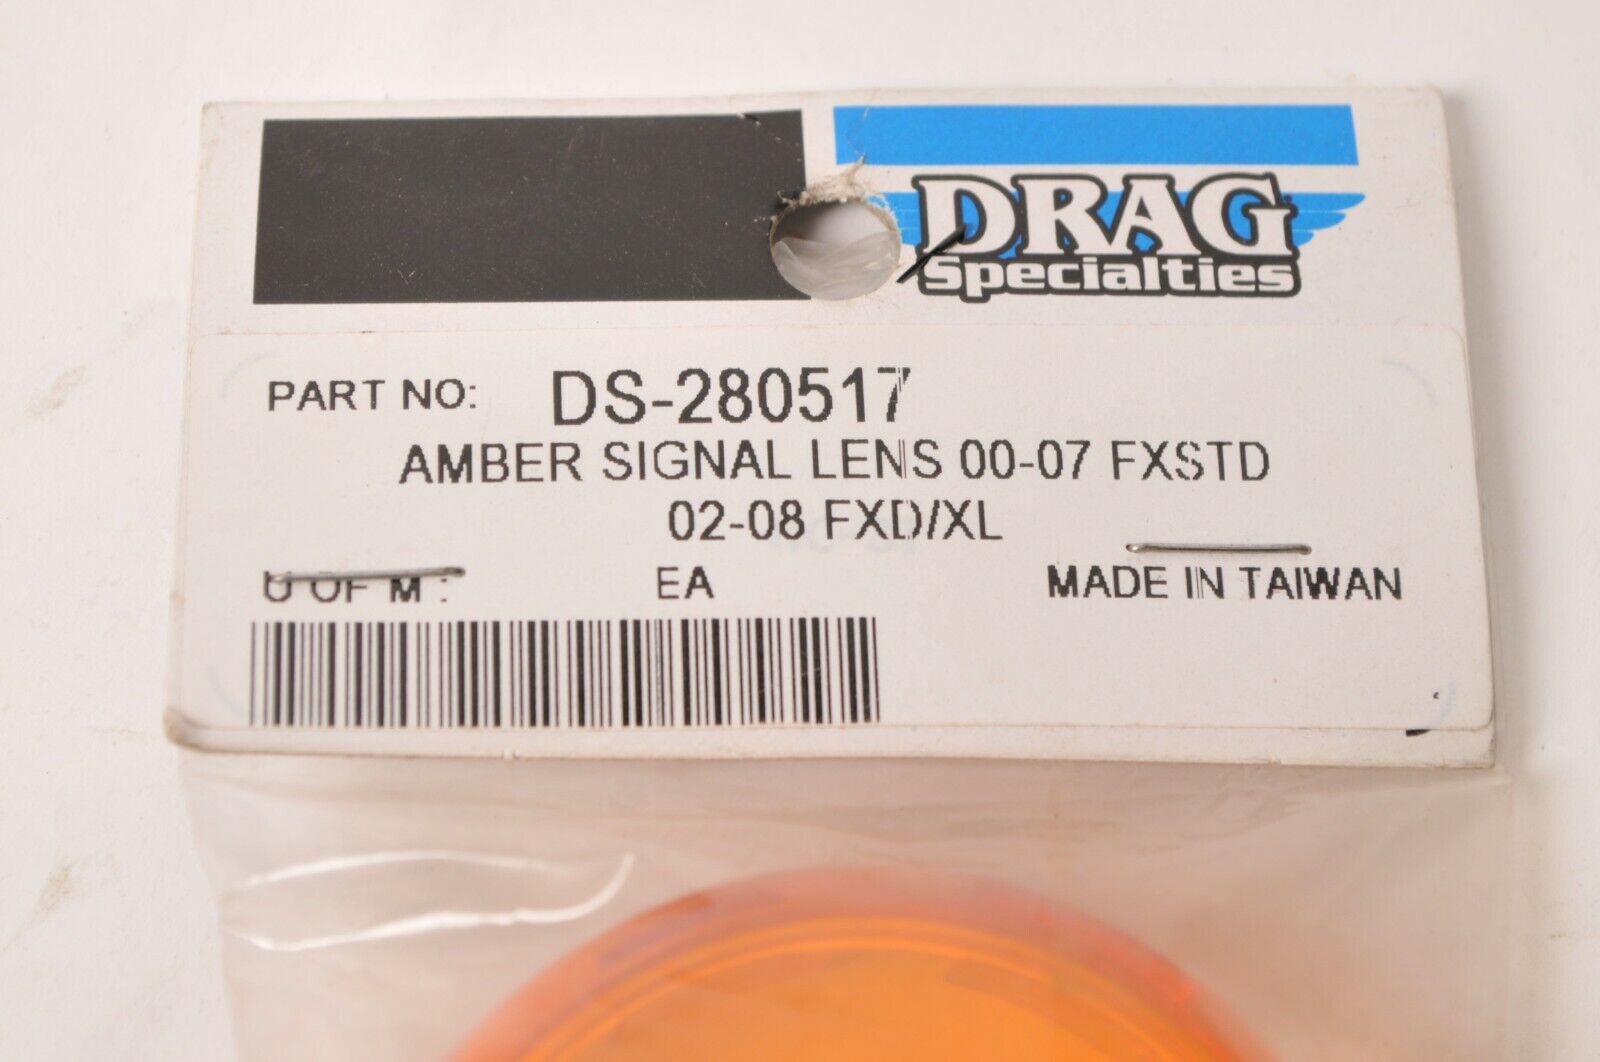 DRAG
Specialties
PART NO: DS-280517
AMBER SIGNAL LENS 00-07 FXSTD
02-08 FXD/XL
U OF M : EA MADE IN TAIWAN